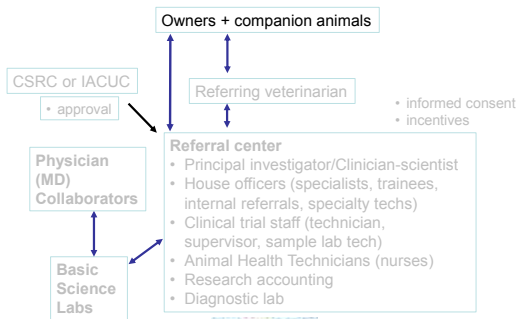 Owners + companion animals
CSRC or IACUC
• approval
Referring veterinarian
• informed consent
• incentives
Physician
(MD)
Collaborators
Referral center
• Principal investigator/Clinician-scientist
• House officers (specialists, trainees,
internal referrals, specialty techs)
• Clinical trial staff (technician,
supervisor, sample lab tech)
• Animal Health Technicians (nurses)
• Research accounting
• Diagnostic lab
Basic
Science
Labs